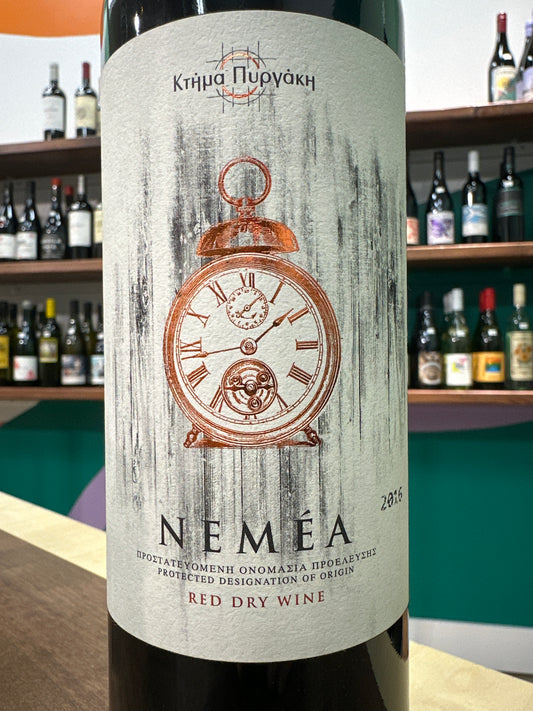 Κτήμα Πυργάκη
2016
NEMÉA
ΠΡΟΣΤΑΤΕΥΟΜΕΝΗ ΟΝΟΜΑΣΙΑ ΠΡΟΕΛΕΥΣΗΣ
PROTECTED DESIGNATION OF ORIGIN
RED DRY WINE